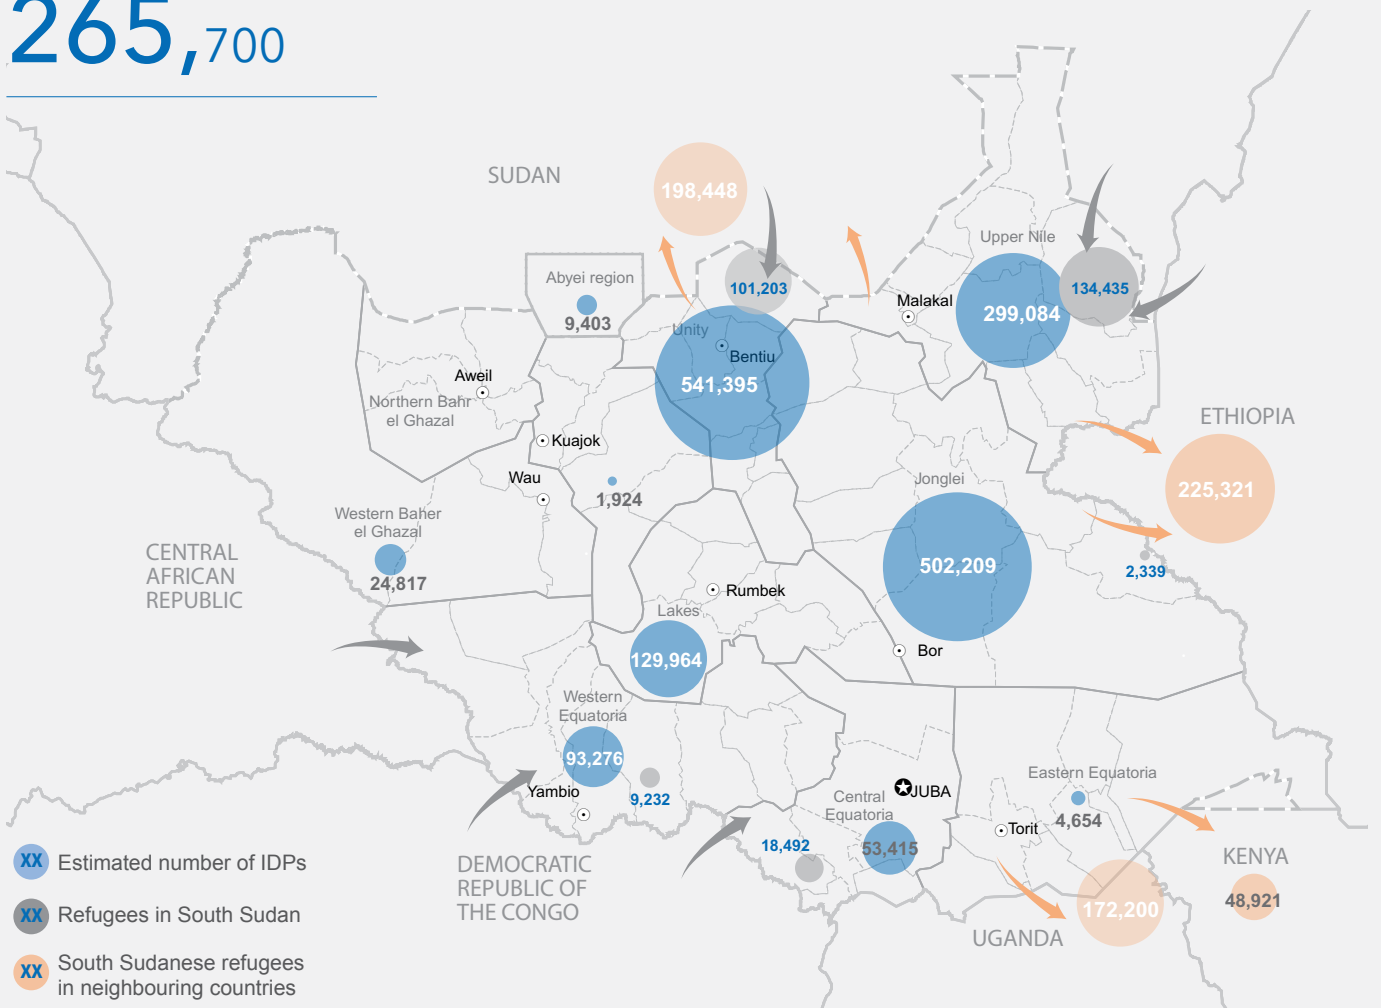 265,700
SUDAN
198,448
Upper Nile
Abyei region
9,403
101,203
134,435
Malakal
299,084
Unity
Bentiu
541,395
Aweil
Northern Bahr
el Ghazal
Kuajok
ETHIOPIA
225,321
Wau
1,924
Jonglei
Western Baher
el Ghazal
24,817
CENTRAL
AFRICAN
REPUBLIC
502,209
2,339
Rumbek
Lakes
129,964
Bor
Western
Equatoria
93,276
Yambio
9,232
Eastern Equatoria
4,654
JUBA
Central
Equatoria
53,415
18,492
Torit
KENYA
48,921
DEMOCRATIC
REPUBLIC OF
THE CONGO
172,200
UGANDA
XX Estimated number of IDPs
XX Refugees in South Sudan
XX South Sudanese refugees
in neighbouring countries